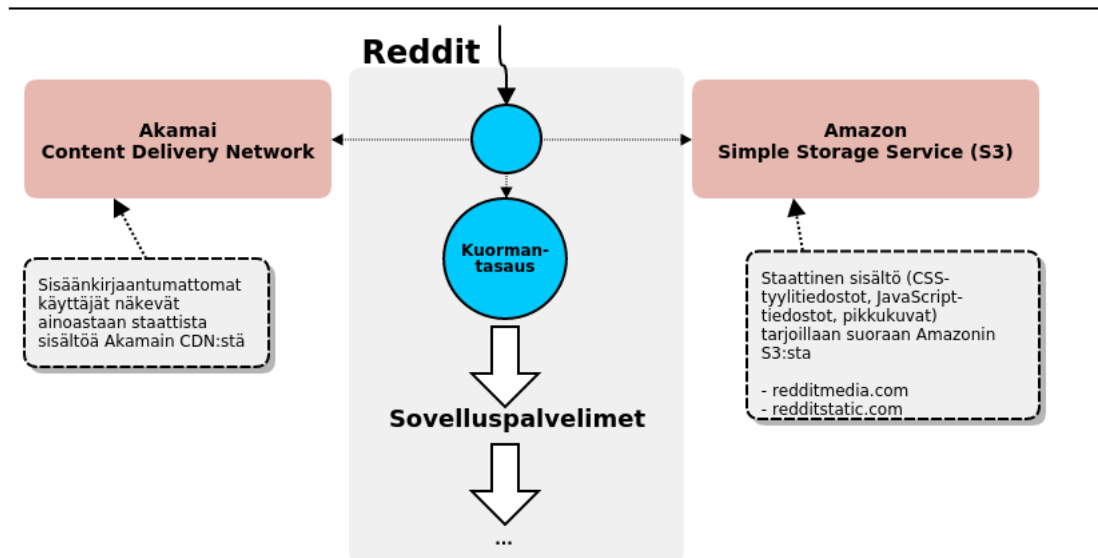 Reddit
Akamai
Content Delivery Network
Amazon
Simple Storage Service (S3)
Kuorman-
tasaus
Sisäänkirjaantumattomat
käyttäjät näkevät
ainoastaan staattista
sisältöä Akamain CDN:stä
Staattinen sisältö (CSS-
tyylitiedostot, JavaScript-
tiedostot, pikkukuvat)
tarjoillaan suoraan Amazonin
S3:sta
- redditmedia.com
- redditstatic.com
Sovelluspalvelimet
...